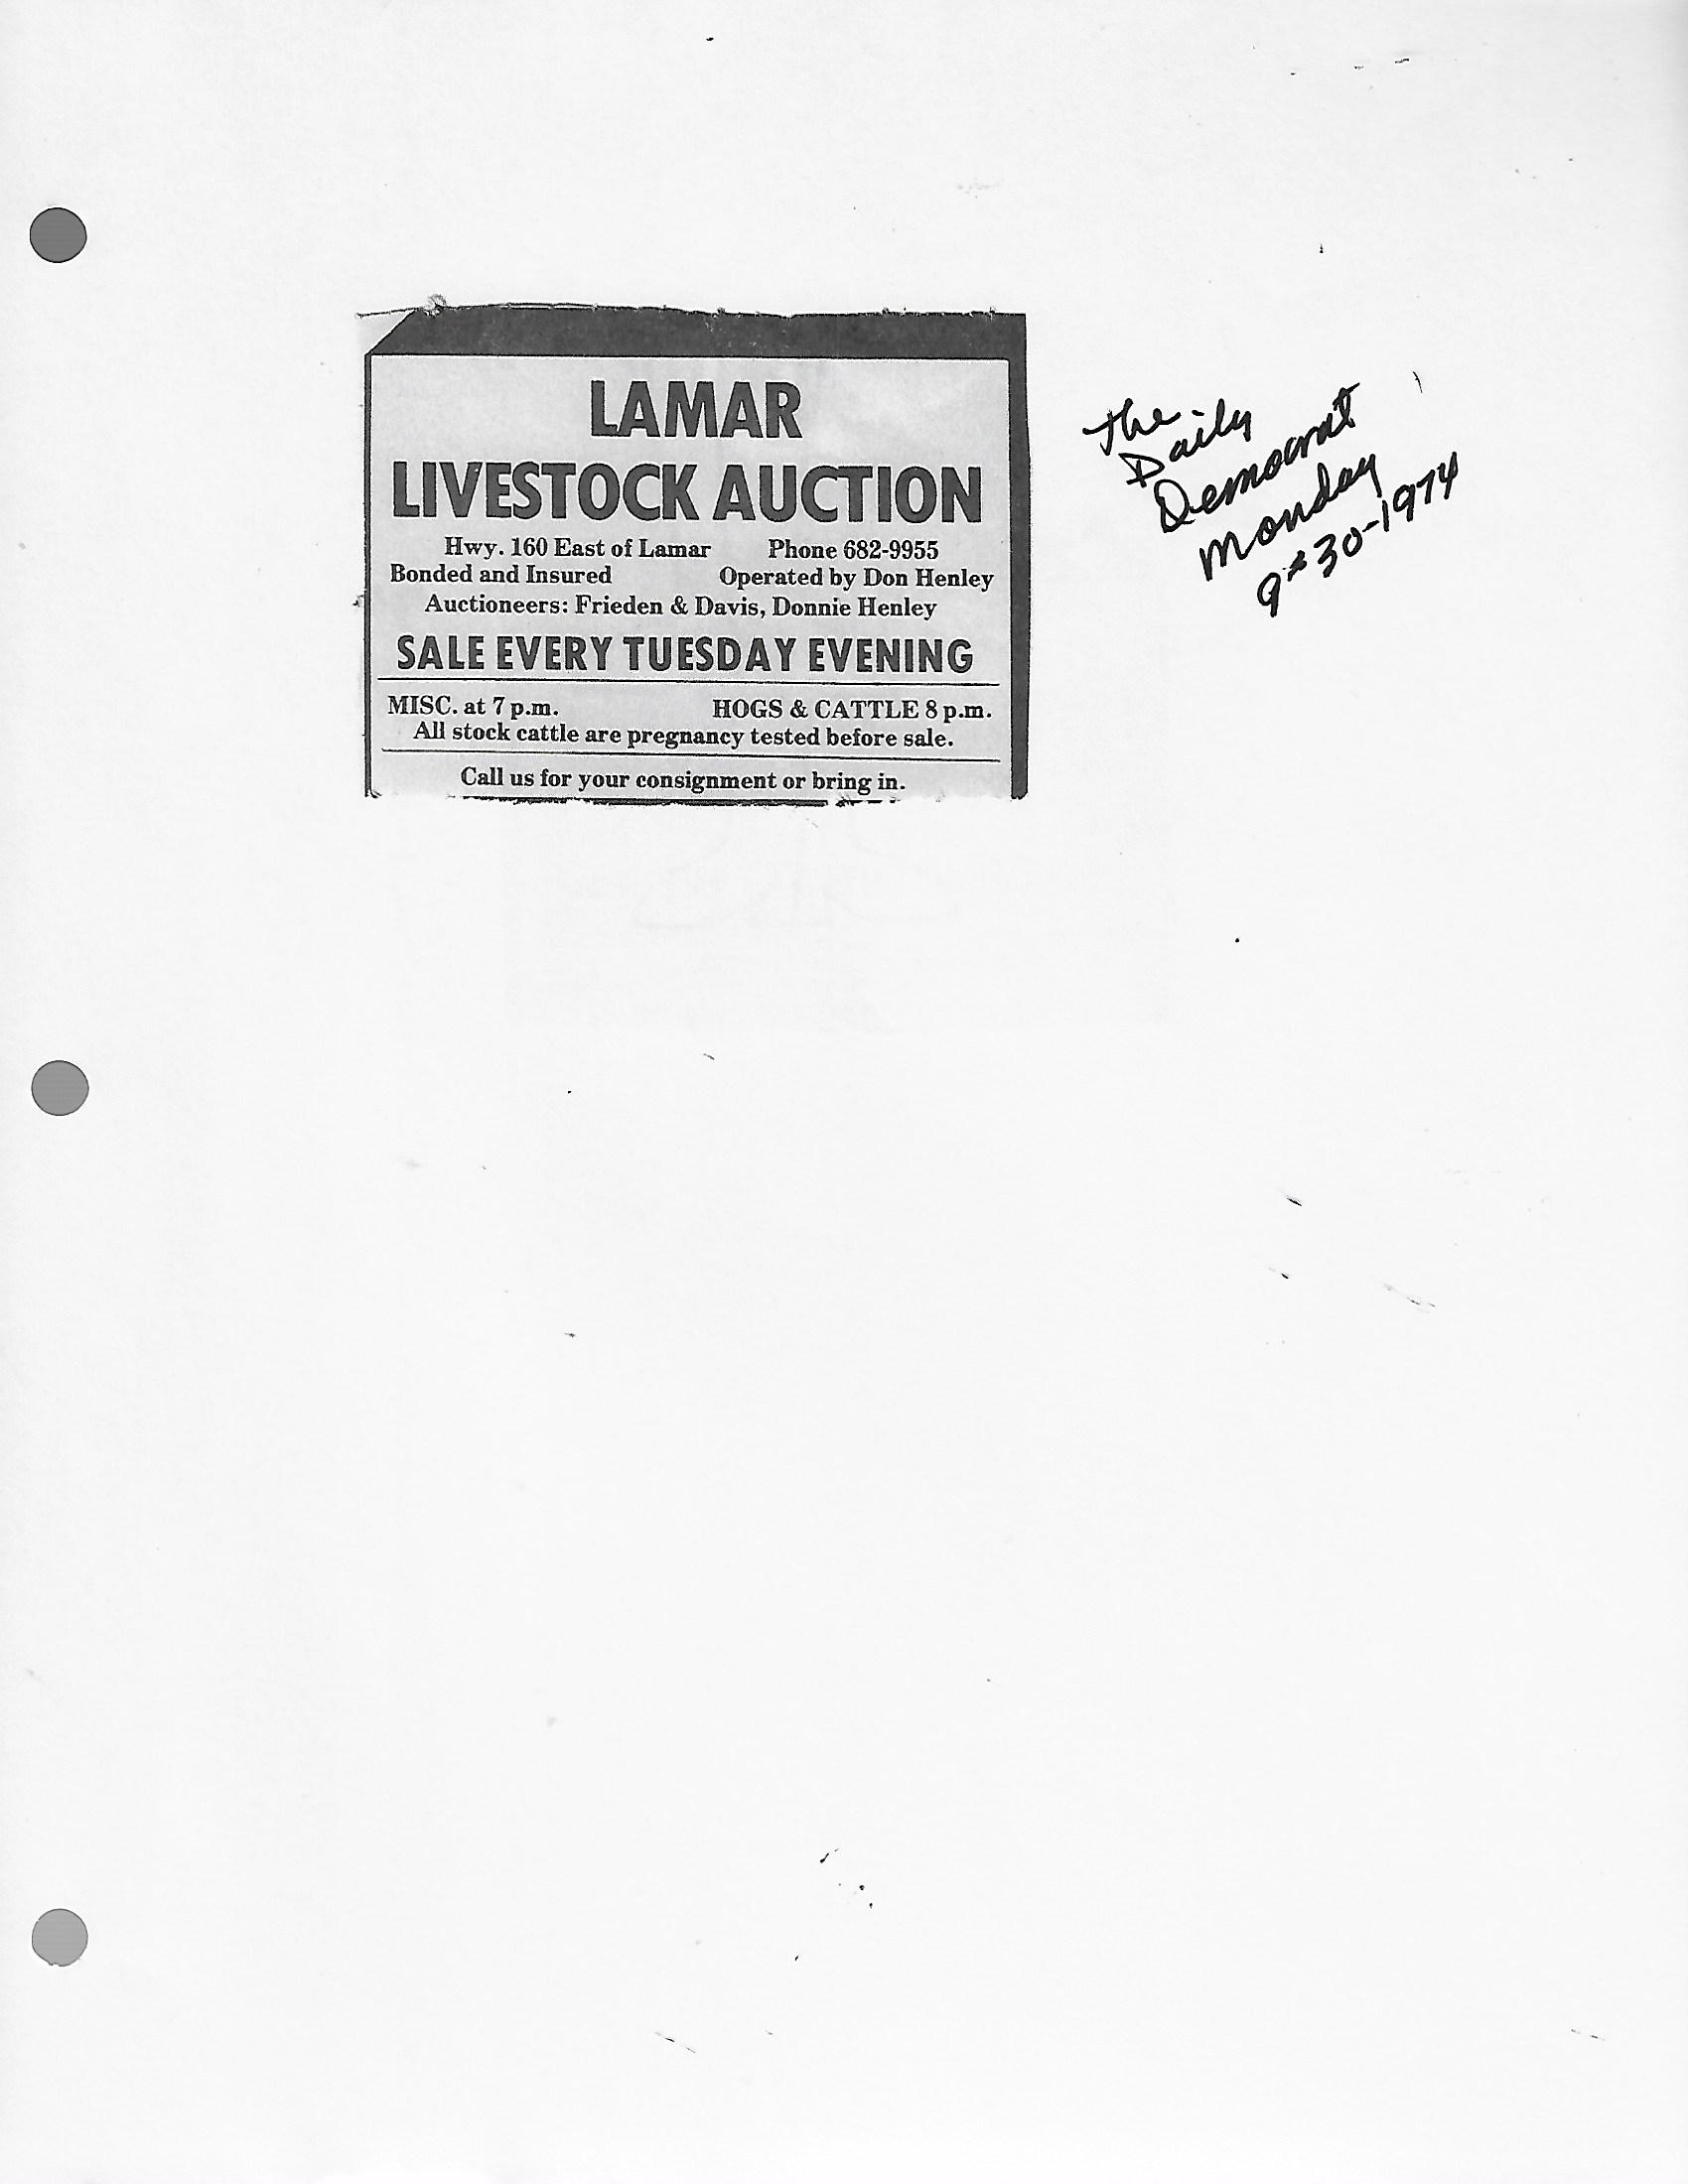 LAMAR
LIVESTOCK AUCTION
Hwy. 160 East of Lamar Phone 682-9955
Bonded and Insured Operated by Don Henley
Auctioneers: Frieden & Davis, Donnie Henley
SALE EVERY TUESDAY EVENING
MISC. at 7 p.m. HOGS & CATTLE 8 p.m.
All stock cattle are pregnancy tested before sale.
Call us for your consignment or bring in.
The
Daily
Democrat
Monday
9-30-1974